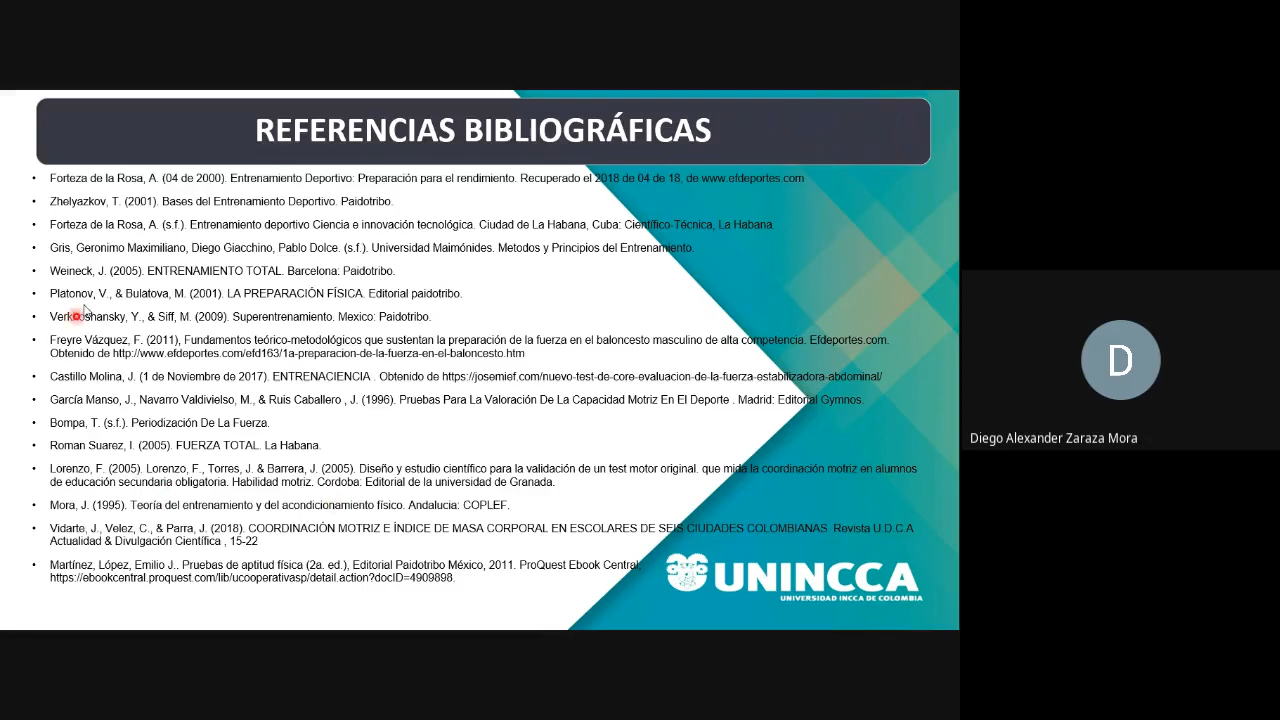 REFERENCIAS BIBLIOGRÁFICAS
• Forteza de la Rosa, A. (04 de 2000). Entrenamiento Deportivo: Preparación para el rendimiento. Recuperado el 2018 de 04 de 18, de www.efdeportes.com
• Zhelyazkov, T. (2001). Bases del Entrenamiento Deportivo. Paidotribo.
• Forteza de la Rosa, A. (s.f.). Entrenamiento deportivo Ciencia e innovación tecnológica. Ciudad de La Habana, Cuba: Científico-Técnica, La Habana.
• Gris, Geronimo Maximiliano, Diego Giacchino, Pablo Dolce. (s.f.). Universidad Maimónides. Metodos y Principios del Entrenamiento.
• Weineck, J. (2005). ENTRENAMIENTO TOTAL. Barcelona: Paidotribo.
• Platonov, V., & Bulatova, M. (2001). LA PREPARACIÓN FÍSICA. Editorial paidotribo.
• Verkhoshansky, Y., & Siff, M. (2009). Superentrenamiento. Mexico: Paidotribo.
• Freyre Vázquez, F. (2011), Fundamentos teórico-metodológicos que sustentan la preparación de la fuerza en el baloncesto masculino de alta competencia. Efdeportes.com.
Obtenido de http://www.efdeportes.com/efd163/1a-preparacion-de-la-fuerza-en-el-baloncesto.htm
• Castillo Molina, J. (1 de Noviembre de 2017). ENTRENACIENCIA . Obtenido de https://josemief.com/nuevo-test-de-core-evaluacion-de-la-fuerza-estabilizadora-abdominal/
• García Manso, J., Navarro Valdivielso, M., & Ruis Caballero , J. (1996). Pruebas Para La Valoración De La Capacidad Motriz En El Deporte . Madrid: Editorial Gymnos.
• Bompa, T. (s.f.). Periodización De La Fuerza.
• Roman Suarez, I. (2005). FUERZA TOTAL. La Habana.
• Lorenzo, F. (2005). Lorenzo, F., Torres, J. & Barrera, J. (2005). Diseño y estudio científico para la validación de un test motor original. que mida la coordinación motriz en alumnos
de educación secundaria obligatoria. Habilidad motriz. Cordoba: Editorial de la universidad de Granada.
• Mora, J. (1995). Teoría del entrenamiento y del acondicionamiento físico. Andalucia: COPLEF.
• Vidarte, J., Velez, C., & Parra, J. (2018). COORDINACIÓN MOTRIZ E ÍNDICE DE MASA CORPORAL EN ESCOLARES DE SEIS CIUDADES COLOMBIANAS. Revista U.D.C.A
Actualidad & Divulgación Científica , 15-22
• Martínez, López, Emilio J.. Pruebas de aptitud física (2a. ed.), Editorial Paidotribo México, 2011. ProQuest Ebook Central,
https://ebookcentral.proquest.com/lib/ucooperativasp/detail.action?docID=4909898.
UNINCCA
UNIVERSIDAD INCCA DE COLOMBIA
D
Diego Alexander Zaraza Mora